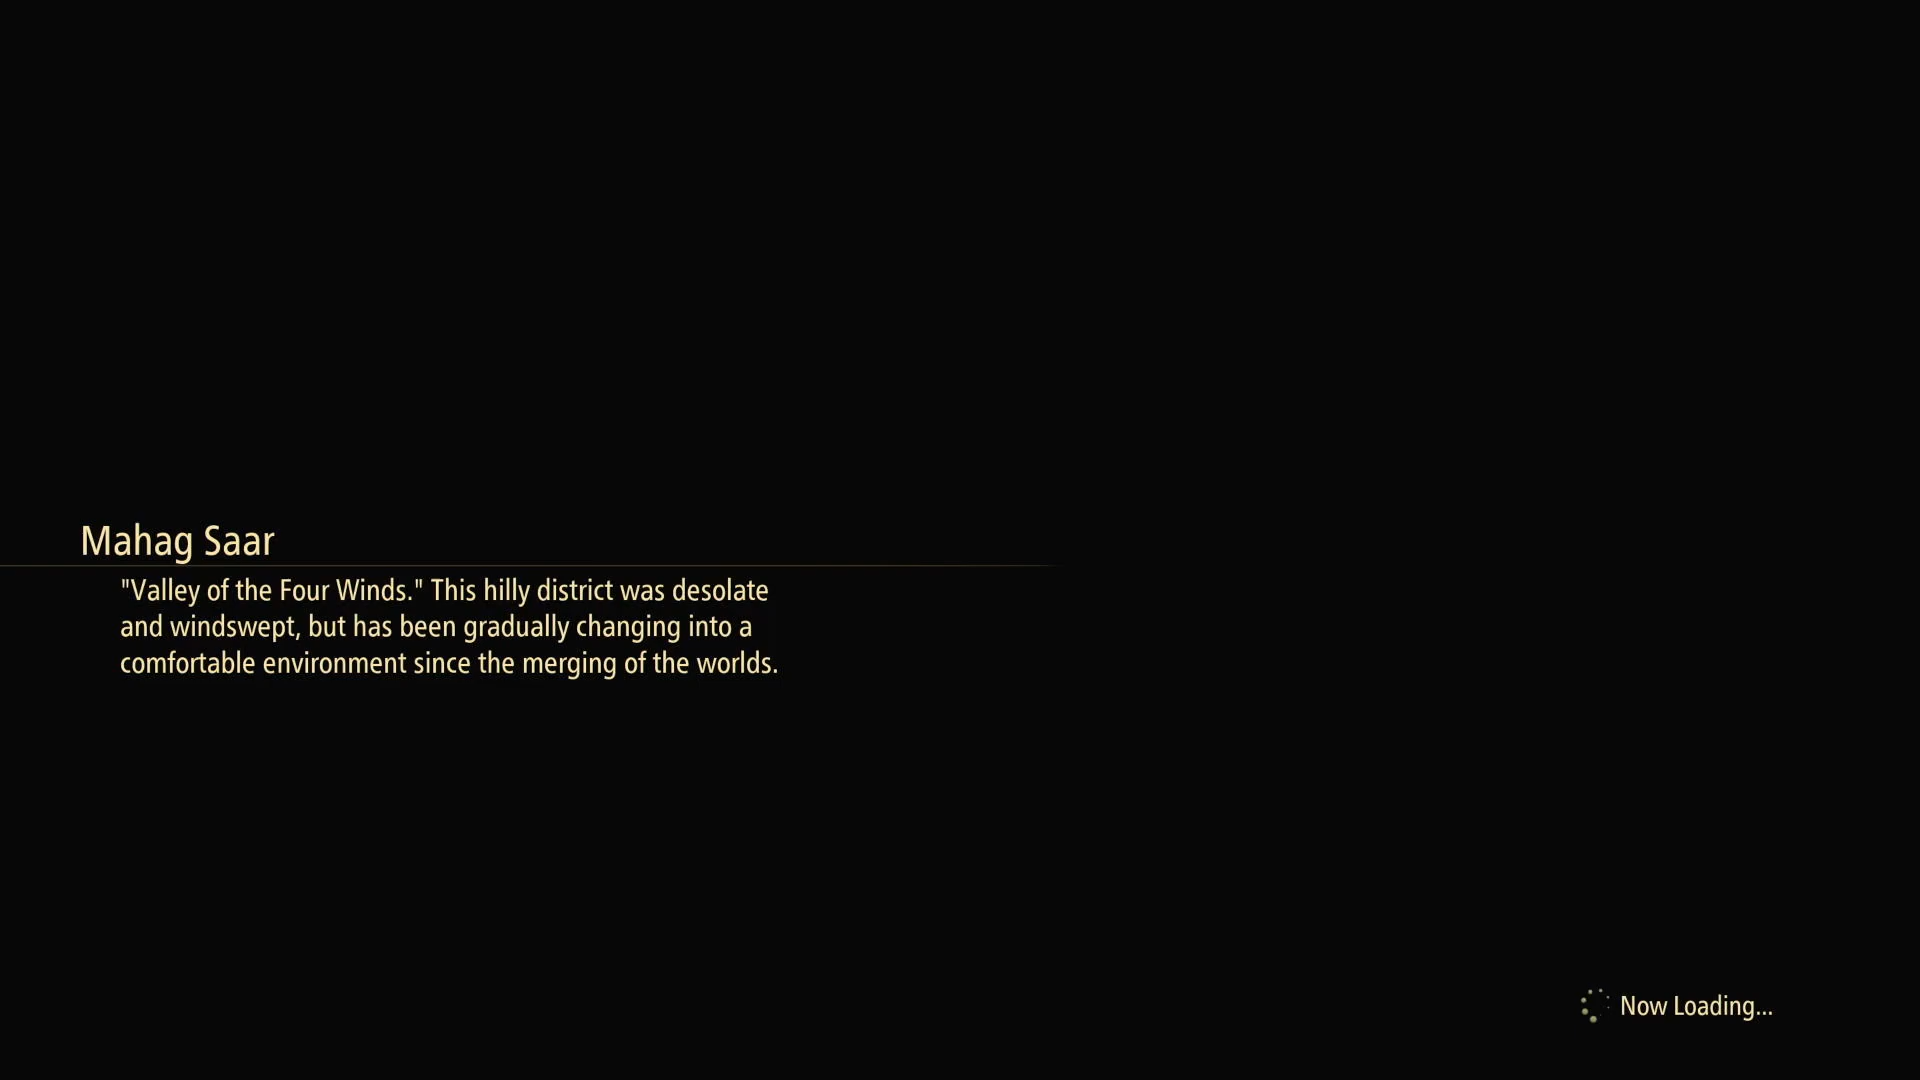 Mahag Saar
"Valley of the Four Winds." This hilly district was desolate
and windswept, but has been gradually changing into a
comfortable environment since the merging of the worlds.
Now Loading...